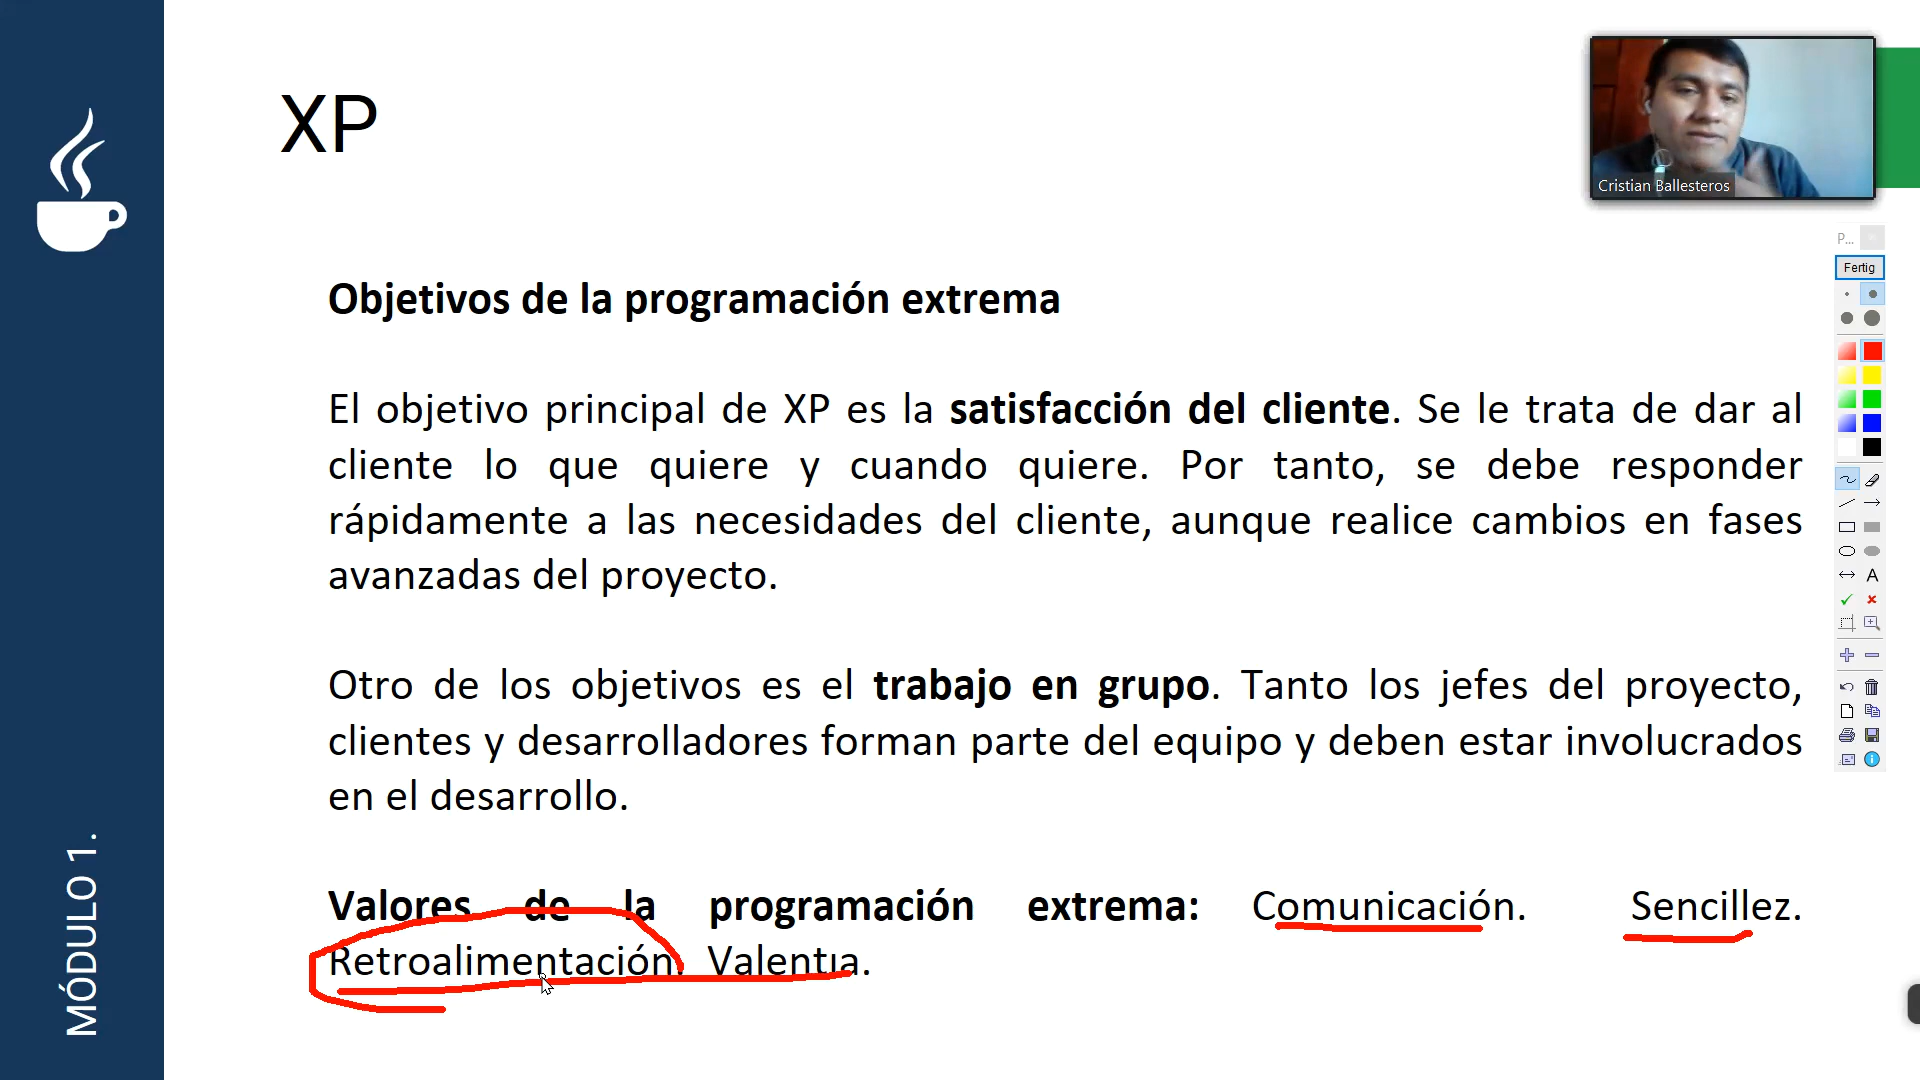 XP
Cristian Ballesteros
P...
Fertig
A
Objetivos de la programación extrema
El objetivo principal de XP es la satisfacción del cliente. Se le trata de dar al
cliente lo que quiere y cuando quiere. Por tanto, se debe responder
rápidamente a las necesidades del cliente, aunque realice cambios en fases
avanzadas del proyecto.
Otro de los objetivos es el trabajo en grupo. Tanto los jefes del proyecto,
clientes y desarrolladores forman parte del equipo y deben estar involucrados
en el desarrollo.
Valores de la programación extrema: Comunicación. Sencillez.
Retroalimentación. Valentía.
MÓDULO 1.